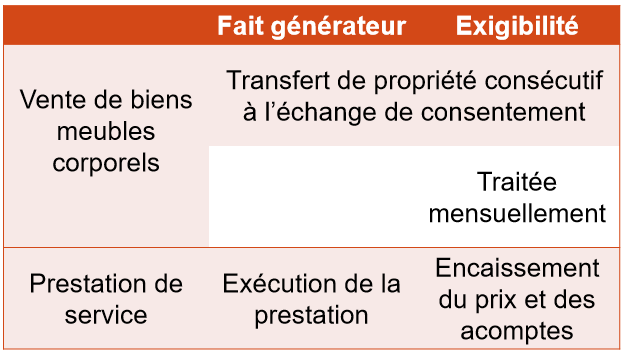 Fait générateur
Exigibilité
Vente de biens
meubles
corporels
Transfert de propriété consécutif
à l’échange de consentement
Traitée
mensuellement
Prestation de
service
Exécution de la
prestation
Encaissement
du prix et des
acomptes